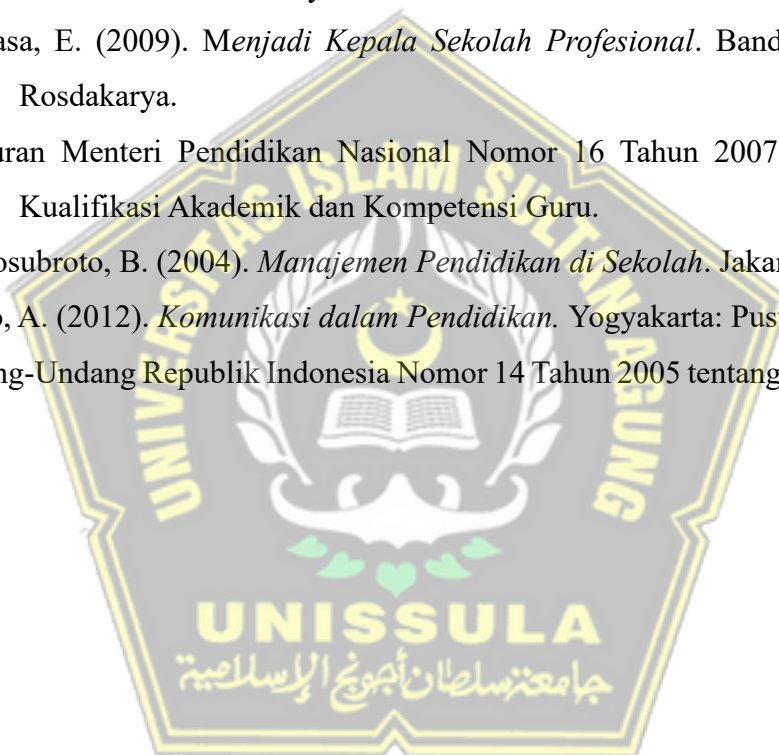 asa, E. (2009). Menjadi Kepala Sekolah Profesional. Band
Rosdakarya.
uran Menteri Pendidikan Nasional Nomor 16 Tahun 2007
Kualifikasi Akademik dan Kompetensi Guru.
osubroto, B. (2004). Manajemen Pendidikan di Sekolah. Jakar
o, A. (2012). Komunikasi dalam Pendidikan. Yogyakarta: Pus
ng-Undang Republik Indonesia Nomor 14 Tahun 2005 tentang
UNIVERSITAS ISLAM SULTAN AGUNG
UNISSULA
جامعة سلطان أجونج الإسلامية